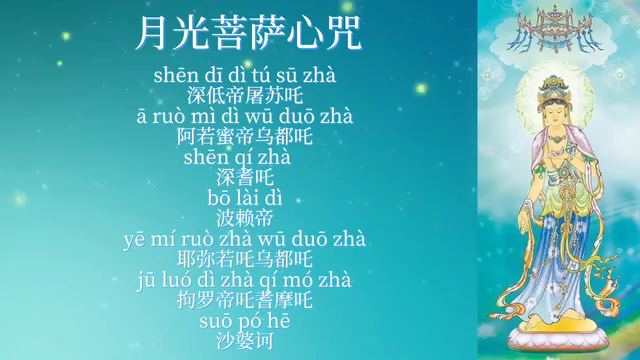 月光菩萨心咒
shēn dī dì tú sū zhà
深低帝屠苏吒
ā ruò mì dì wū duō zhà
阿若蜜帝乌都吒
shēn qí zhà
深耆吒
bō lài dì
波赖帝
yē mí ruò zhà wū duō zhà
耶弥若吒乌都吒
jū luó dì zhà qí mó zhà
拘罗帝吒耆摩吒
suō pó hē
沙婆诃